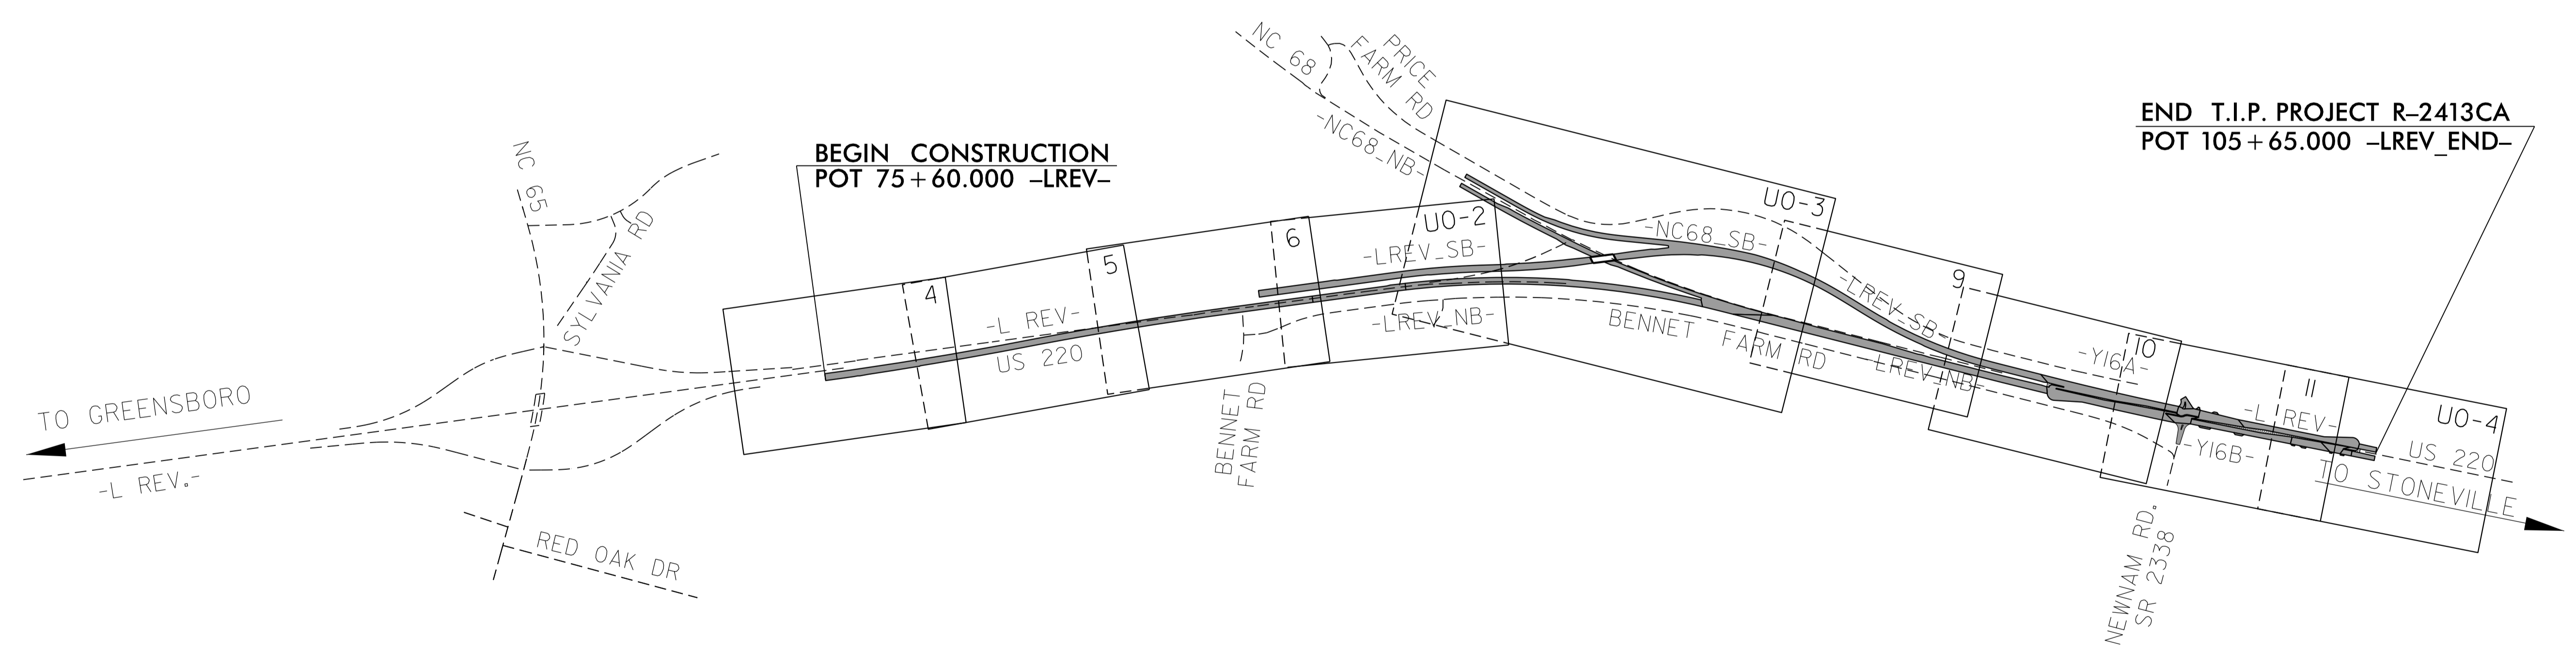 NC 68
PRICE
FARM RD
-NC68_NB-
END T.I.P. PROJECT R-2413CA
POT 105+65.000 -LREV_END-
BEGIN CONSTRUCTION
POT 75+60.000 -LREV-
NC 65
SYLVANIA RD
UO-3
UO-2
-NC68_SB-
-LREV_SB-
6
5
4
9
-LREV_SB-
-L REV-
US 220
-LREV_NB-
BENNET FARM RD
-LREV_NB-
-Y16A-
10
11
-L REV-
UO-4
-Y16B-
US 220
TO STONEVILLE
TO GREENSBORO
-L REV.-
BENNET
FARM RD
RED OAK DR
NEWNAM RD.
SR 2338